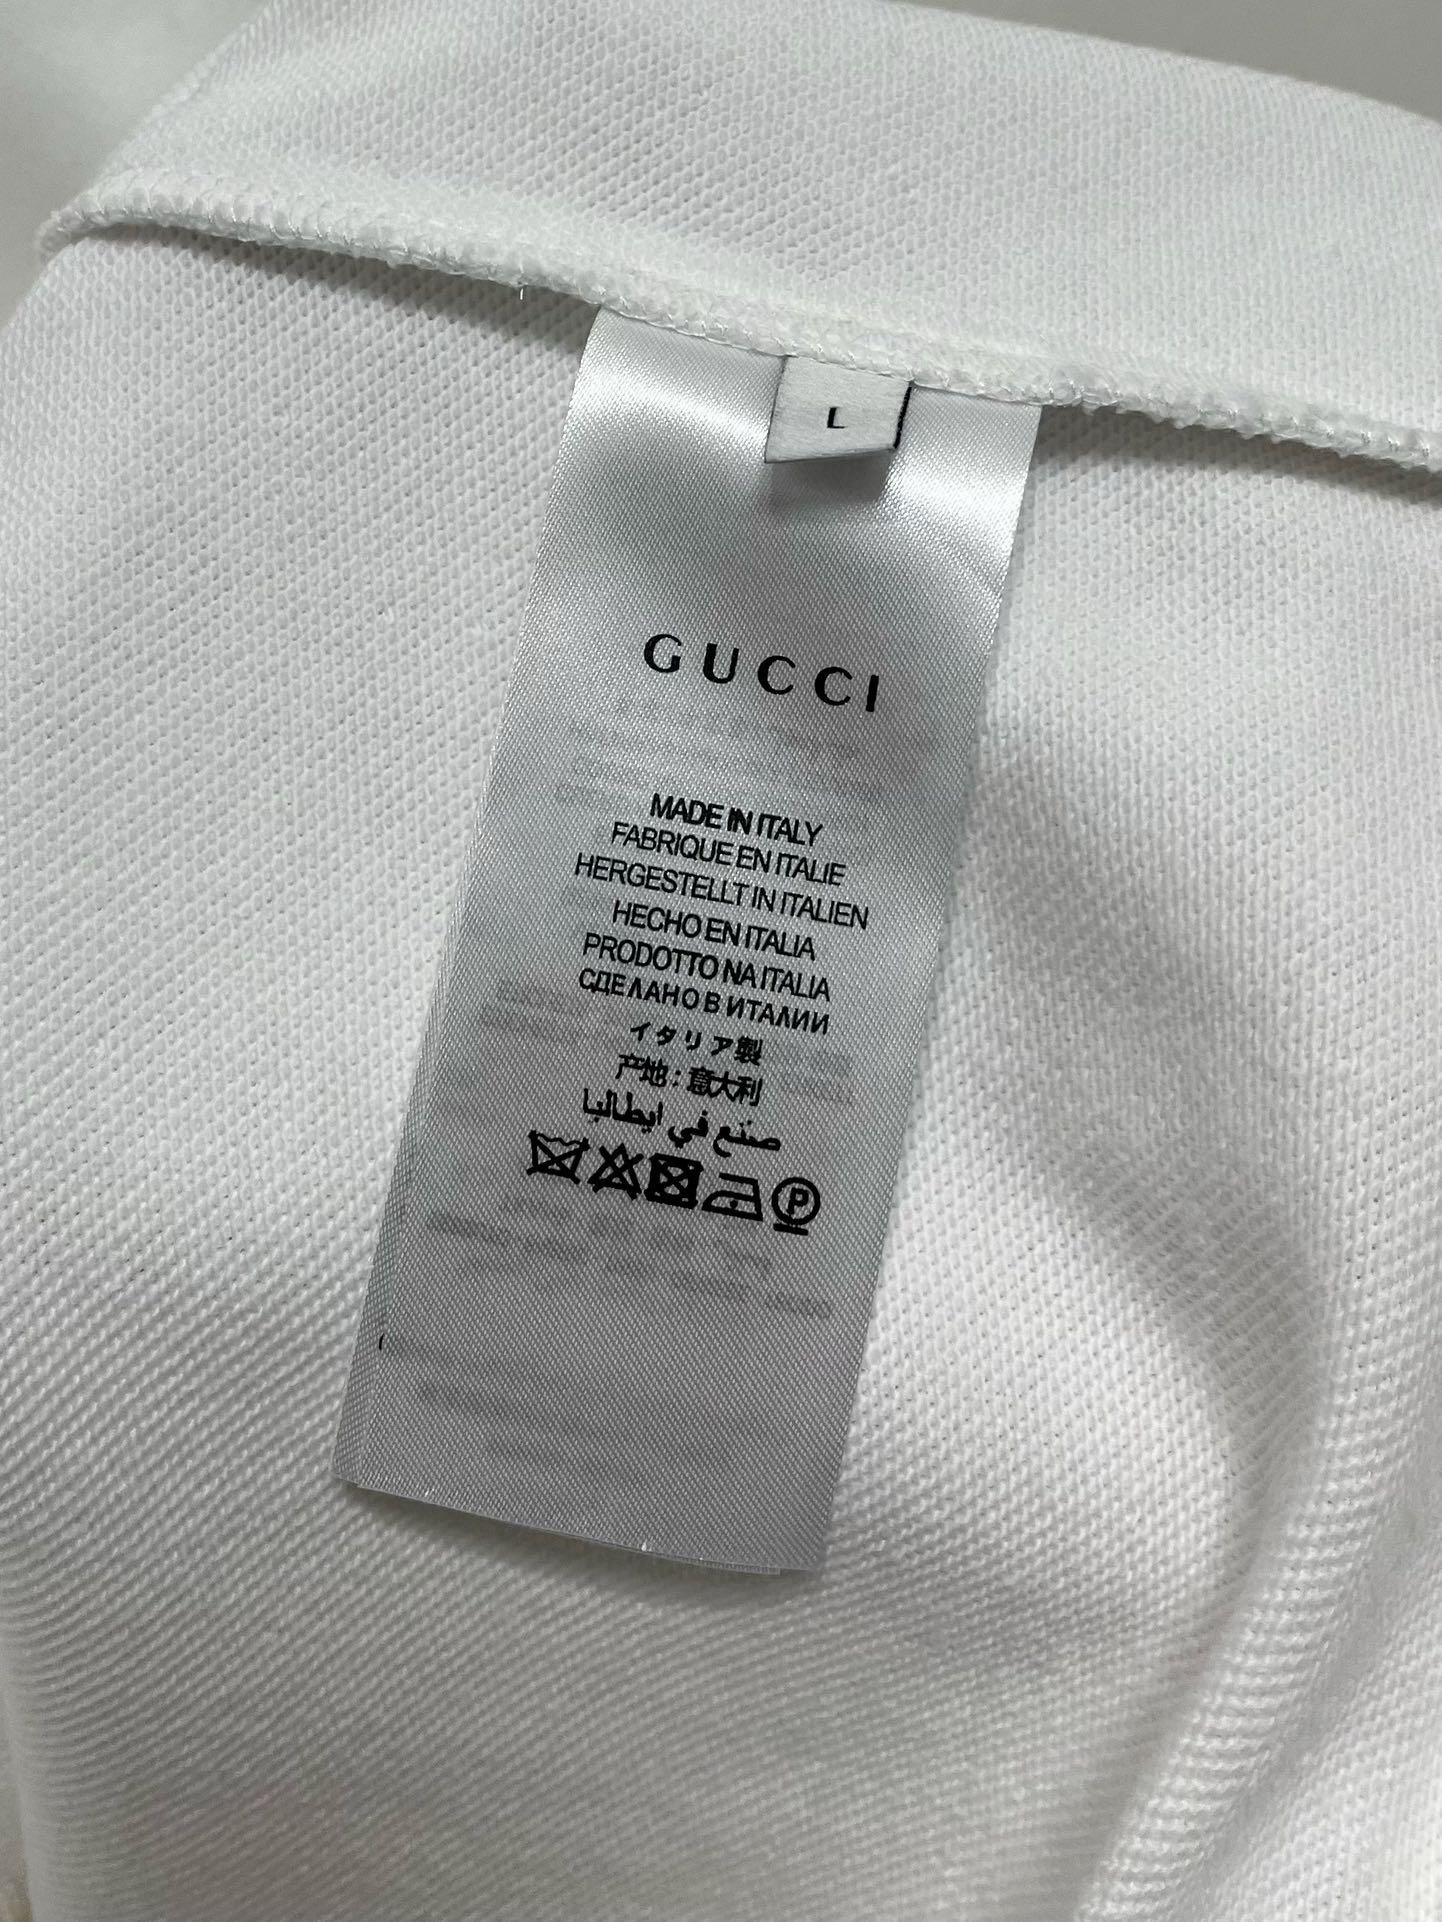 L
GUCCI
MADE IN ITALY
FABRIQUE EN ITALIE
HERGESTELLT IN ITALIEN
HECHO EN ITALIA
PRODOTTO NA ITALIA
СДЕЛАНО В ИТАЛИИ
イタリア製
产地:意大利
صنع في إيطاليا
P